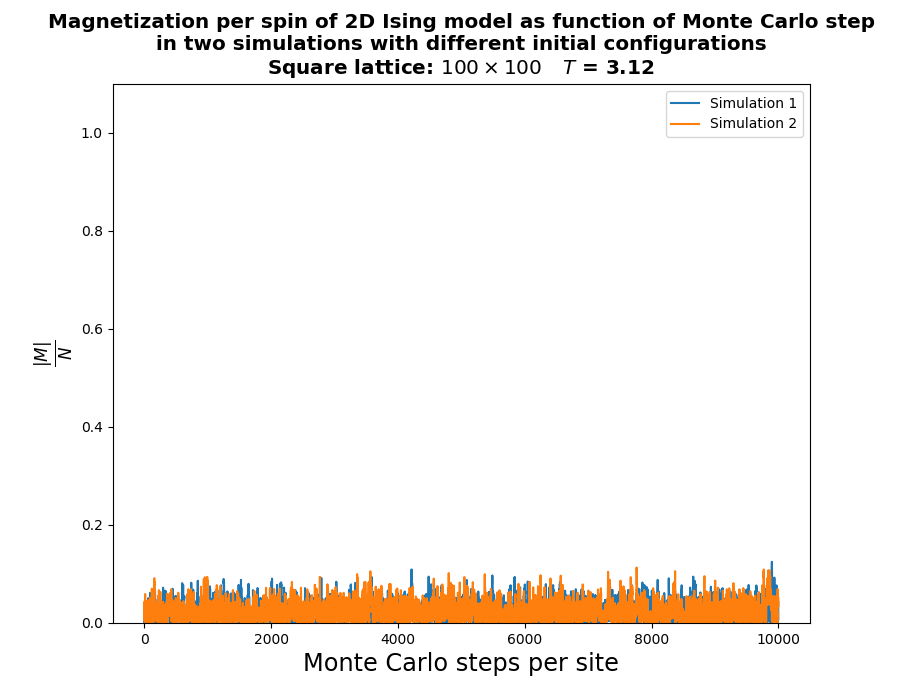 Magnetization per spin of 2D Ising model as function of Monte Carlo step
in two simulations with different initial configurations
Square lattice: 100 × 100 T = 3.12
Simulation 1
Simulation 2
1.0
0.8
0.6
0.4
0.2
0.0
|M|
N
0 2000 4000 6000 8000 10000
Monte Carlo steps per site